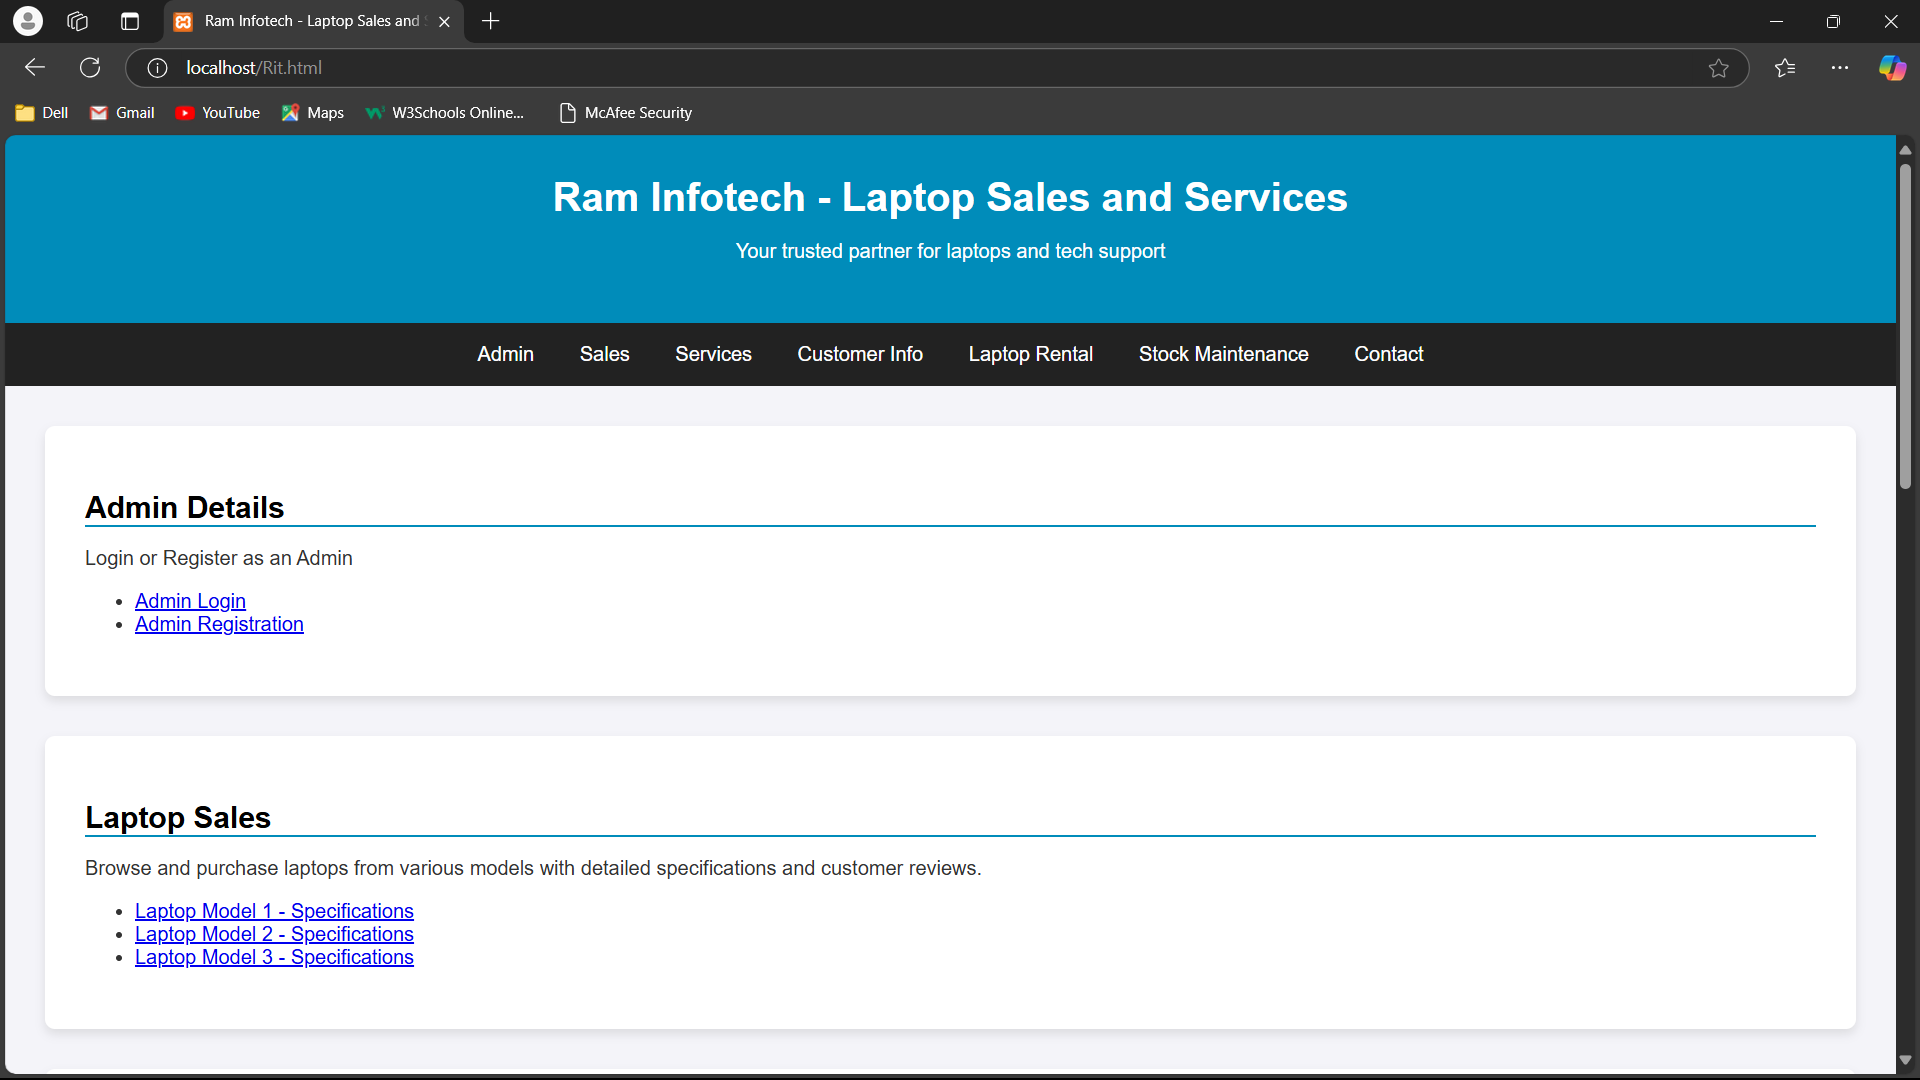 Ram Infotech - Laptop Sales and
localhost/Rit.html
Dell Gmail YouTube Maps W3Schools Online... McAfee Security
Ram Infotech - Laptop Sales and Services
Your trusted partner for laptops and tech support
Admin Sales Services Customer Info Laptop Rental Stock Maintenance Contact
Admin Details
Login or Register as an Admin
Admin Login
Admin Registration
Laptop Sales
Browse and purchase laptops from various models with detailed specifications and customer reviews.
Laptop Model 1 - Specifications
Laptop Model 2 - Specifications
Laptop Model 3 - Specifications